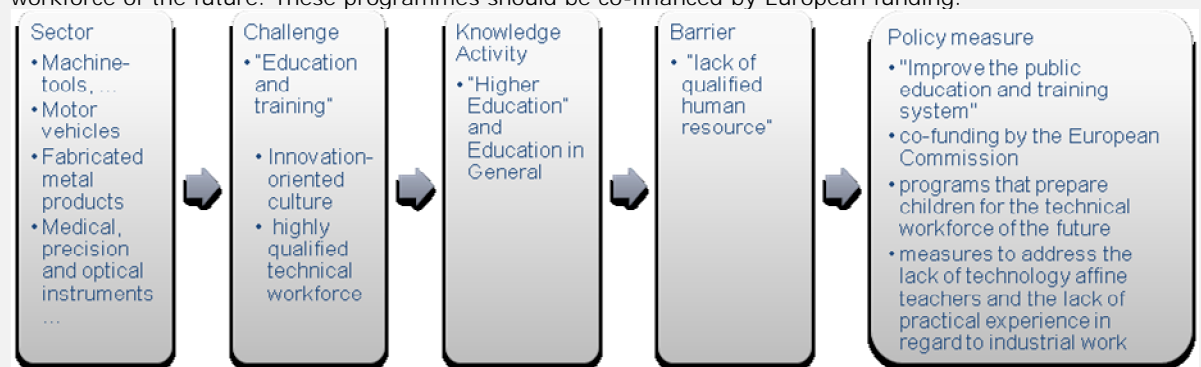 workforce of the future. These programmes should be co-financed by European funding.
Sector
• Machine-
tools, ...
• Motor
vehicles
• Fabricated
metal
products
• Medical,
precision
and optical
instruments
...
Challenge
• "Education
and
training"
• Innovation-
oriented
culture
• highly
qualified
technical
workforce
Knowledge
Activity
• "Higher
Education"
and
Education in
General
Barrier
• "lack of
qualified
human
resource"
Policy measure
• "Improve the public
education and training
system"
• co-funding by the European
Commission
• programs that prepare
children for the technical
workforce of the future
• measures to address the
lack of technology affine
teachers and the lack of
practical experience in
regard to industrial work